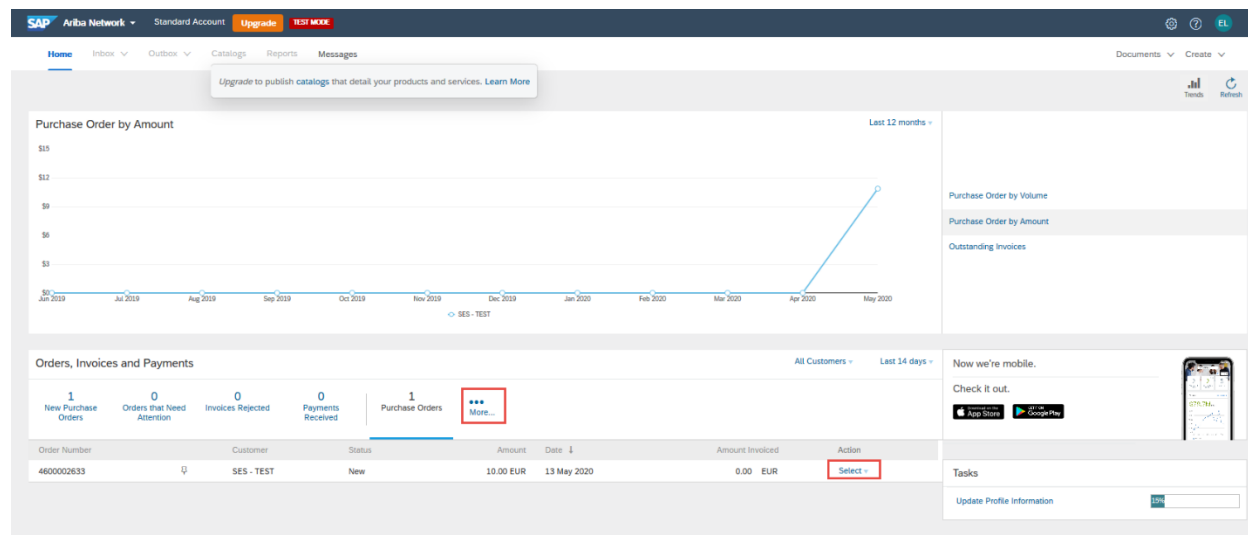 SAP Ariba Network Standard Account Upgrade TEST MODE EL
Home Inbox Outbox Catalogs Reports Messages Documents Create
Upgrade to publish catalogs that detail your products and services. Learn More
Trends Refresh
Purchase Order by Amount Last 12 months
$15
$12
$9
$6
$3
$0
Jun 2019 Jul 2019 Aug 2019 Sep 2019 Oct 2019 Nov 2019 Dec 2019 Jan 2020 Feb 2020 Mar 2020 Apr 2020 May 2020
SES - TEST
Purchase Order by Volume
Purchase Order by Amount
Outstanding Invoices
Orders, Invoices and Payments All Customers Last 14 days
1 0 0 0 1
New Purchase Orders that Need Invoices Rejected Payments Purchase Orders More...
Orders Attention Received
Order Number Customer Status Amount Date ↓ Amount Invoiced Action
4600002633 SES - TEST New 10.00 EUR 13 May 2020 0.00 EUR Select
Now we're mobile.
Check it out.
App Store Google Play
Tasks
Update Profile Information 15%